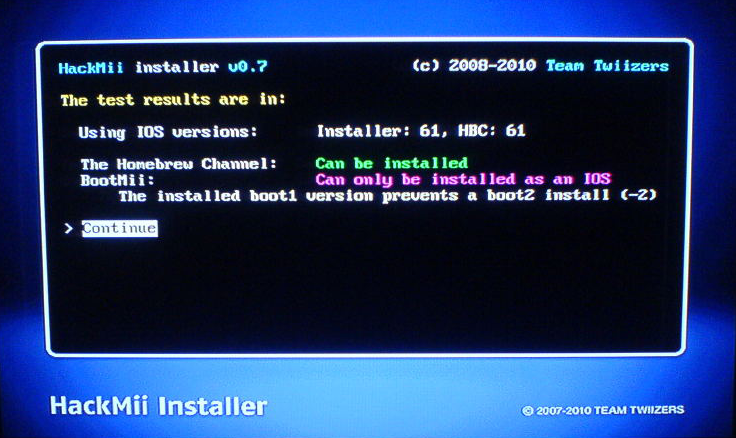 HackMii installer v0.7 (c) 2008-2010 Team Twiizers
The test results are in:
Using IOS versions: Installer: 61, HBC: 61
The Homebrew Channel: Can be installed
BootMii: Can only be installed as an IOS
The installed boot1 version prevents a boot2 install (-2)
> Continue
HackMii Installer
© 2007-2010 TEAM TWIIZERS